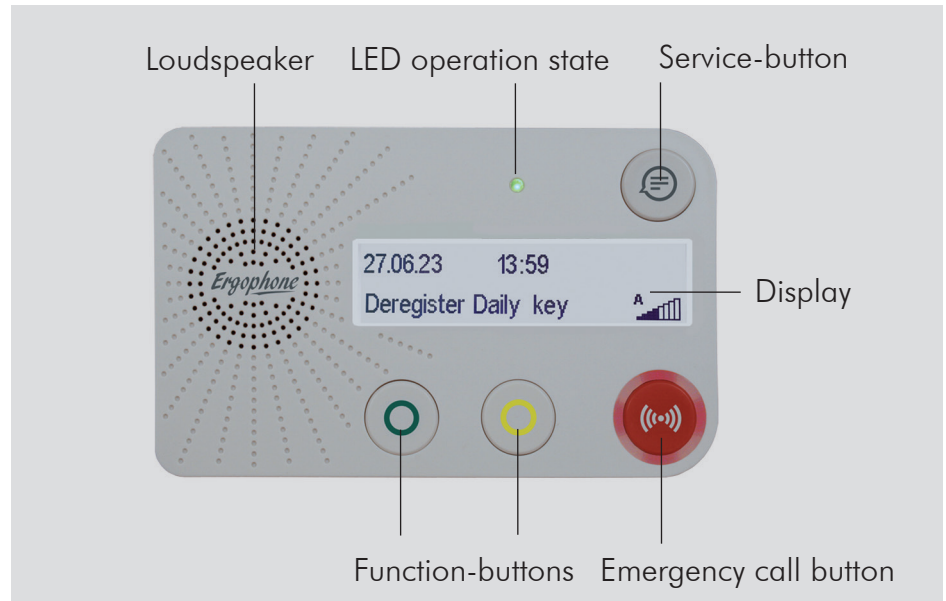 Loudspeaker
LED operation state
Service-button
27.06.23 13:59
Ergophone
Deregister Daily key
A
Display
Function-buttons
Emergency call button